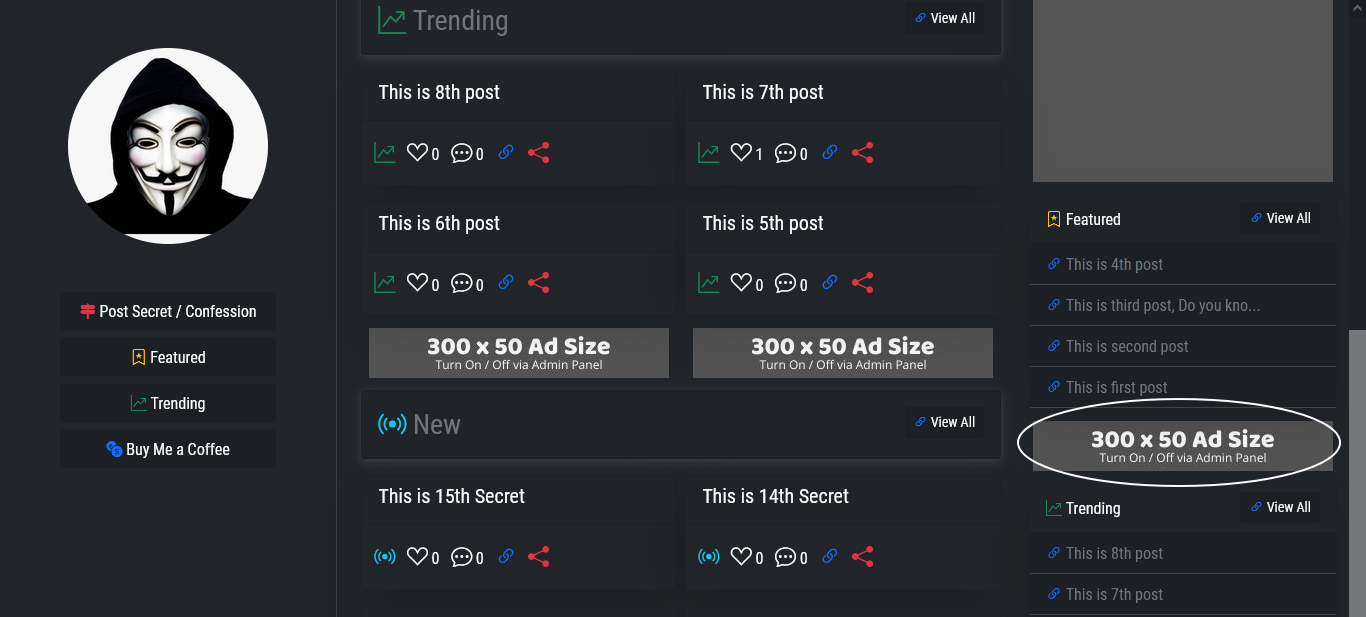 Post Secret / Confession
Featured
Trending
Buy Me a Coffee
Trending
View All
This is 8th post
0
0
This is 7th post
1
0
This is 6th post
0
0
This is 5th post
0
0
300 x 50 Ad Size
Turn On / Off via Admin Panel
300 x 50 Ad Size
Turn On / Off via Admin Panel
New
View All
This is 15th Secret
0
0
This is 14th Secret
0
0
Featured
View All
This is 4th post
This is third post, Do you kno...
This is second post
This is first post
300 x 50 Ad Size
Turn On / Off via Admin Panel
Trending
View All
This is 8th post
This is 7th post